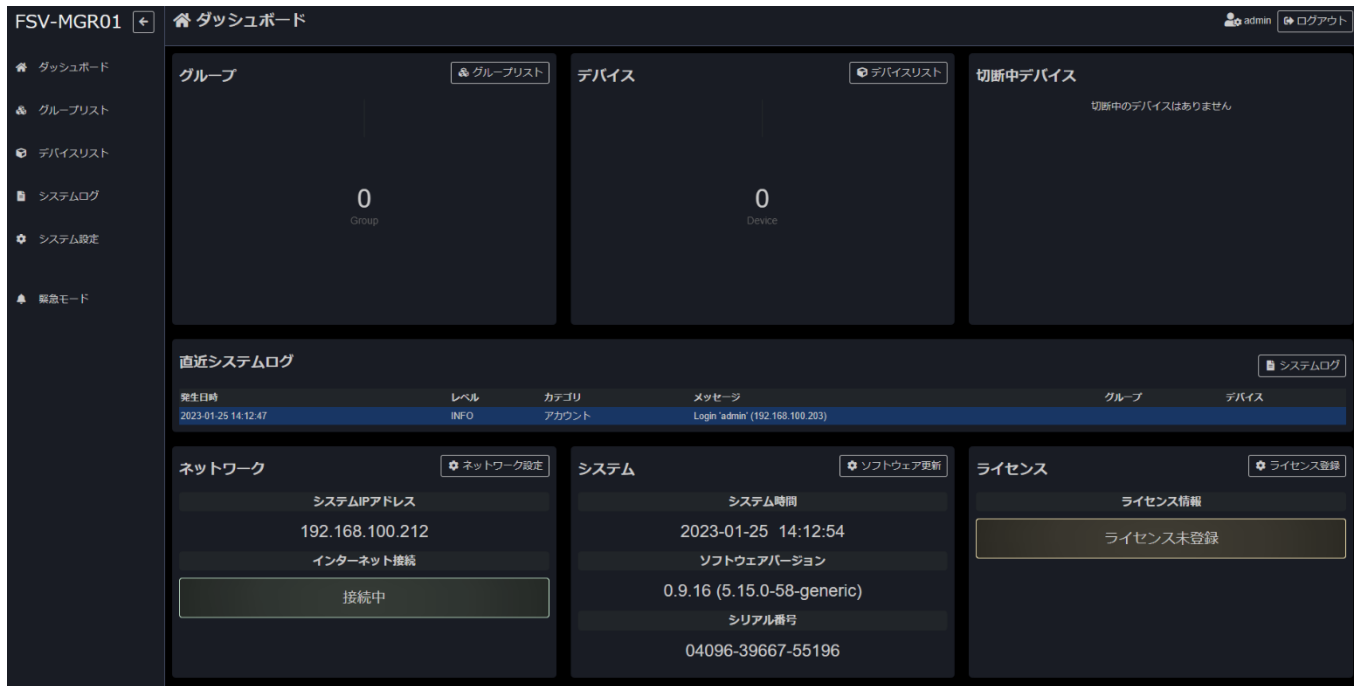 FSV-MGR01
ダッシュボード
admin
ログアウト
ダッシュボード
グループリスト
デバイスリスト
システムログ
システム設定
緊急モード
グループ
グループリスト
0
Group
デバイス
デバイスリスト
0
Device
切断中デバイス
切断中のデバイスはありません
直近システムログ
システムログ
発生日時 レベル カテゴリ メッセージ グループ デバイス
2023-01-25 14:12:47 INFO アカウント Login 'admin' (192.168.100.203)
ネットワーク
ネットワーク設定
システムIPアドレス
192.168.100.212
インターネット接続
接続中
システム
ソフトウェア更新
システム時間
2023-01-25 14:12:54
ソフトウェアバージョン
0.9.16 (5.15.0-58-generic)
シリアル番号
04096-39667-55196
ライセンス
ライセンス登録
ライセンス情報
ライセンス未登録